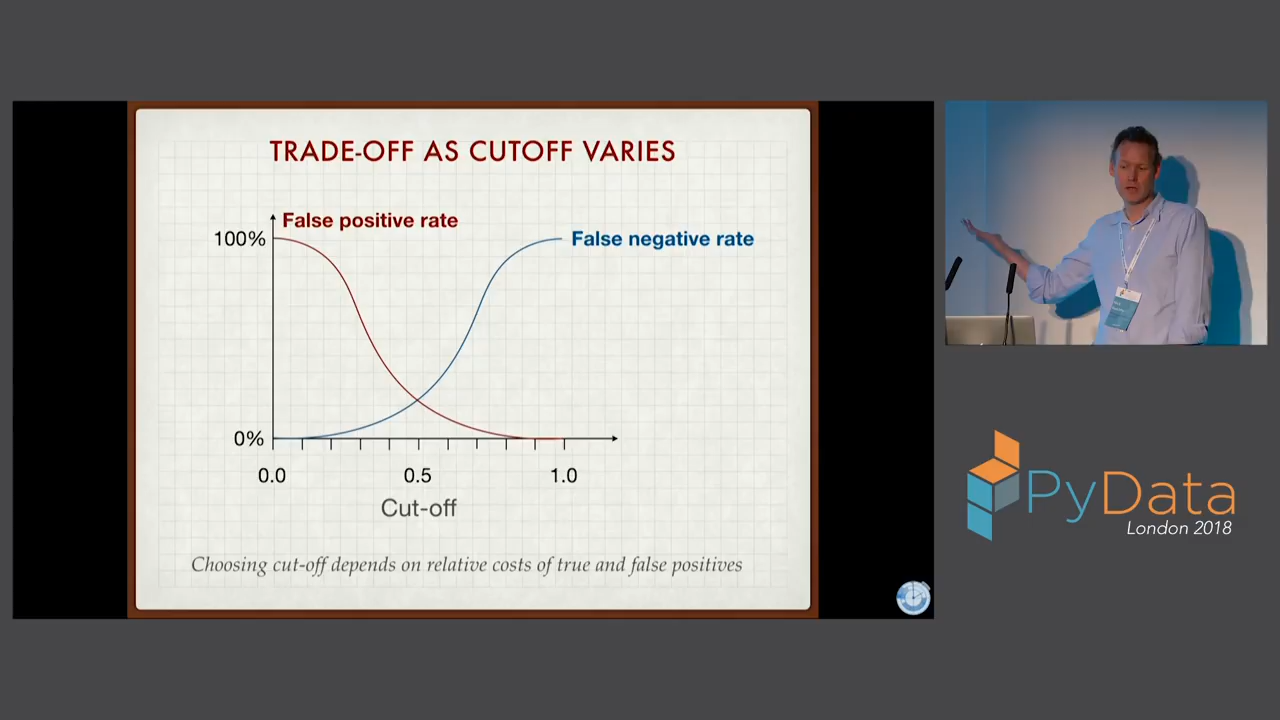 TRADE-OFF AS CUTOFF VARIES
False positive rate
100%
False negative rate
0%
0.0
0.5
1.0
Cut-off
Choosing cut-off depends on relative costs of true and false positives
PyData
London 2018